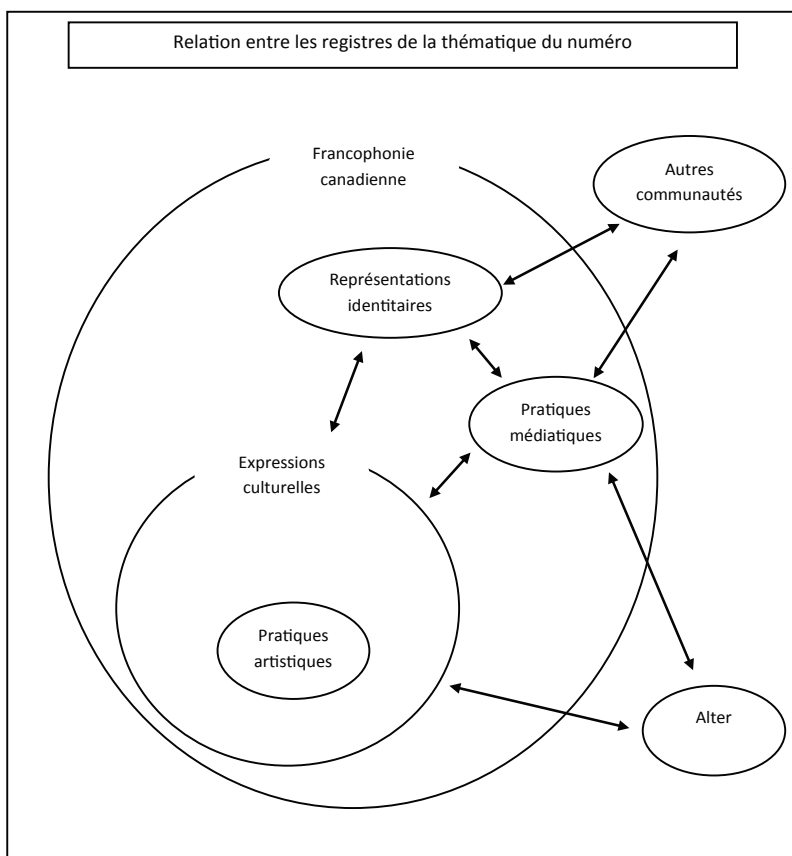 Relation entre les registres de la thématique du numéro
Francophonie
canadienne
Autres
communautés
Représentations
identitaires
Pratiques
médiatiques
Expressions
culturelles
Pratiques
artistiques
Alter